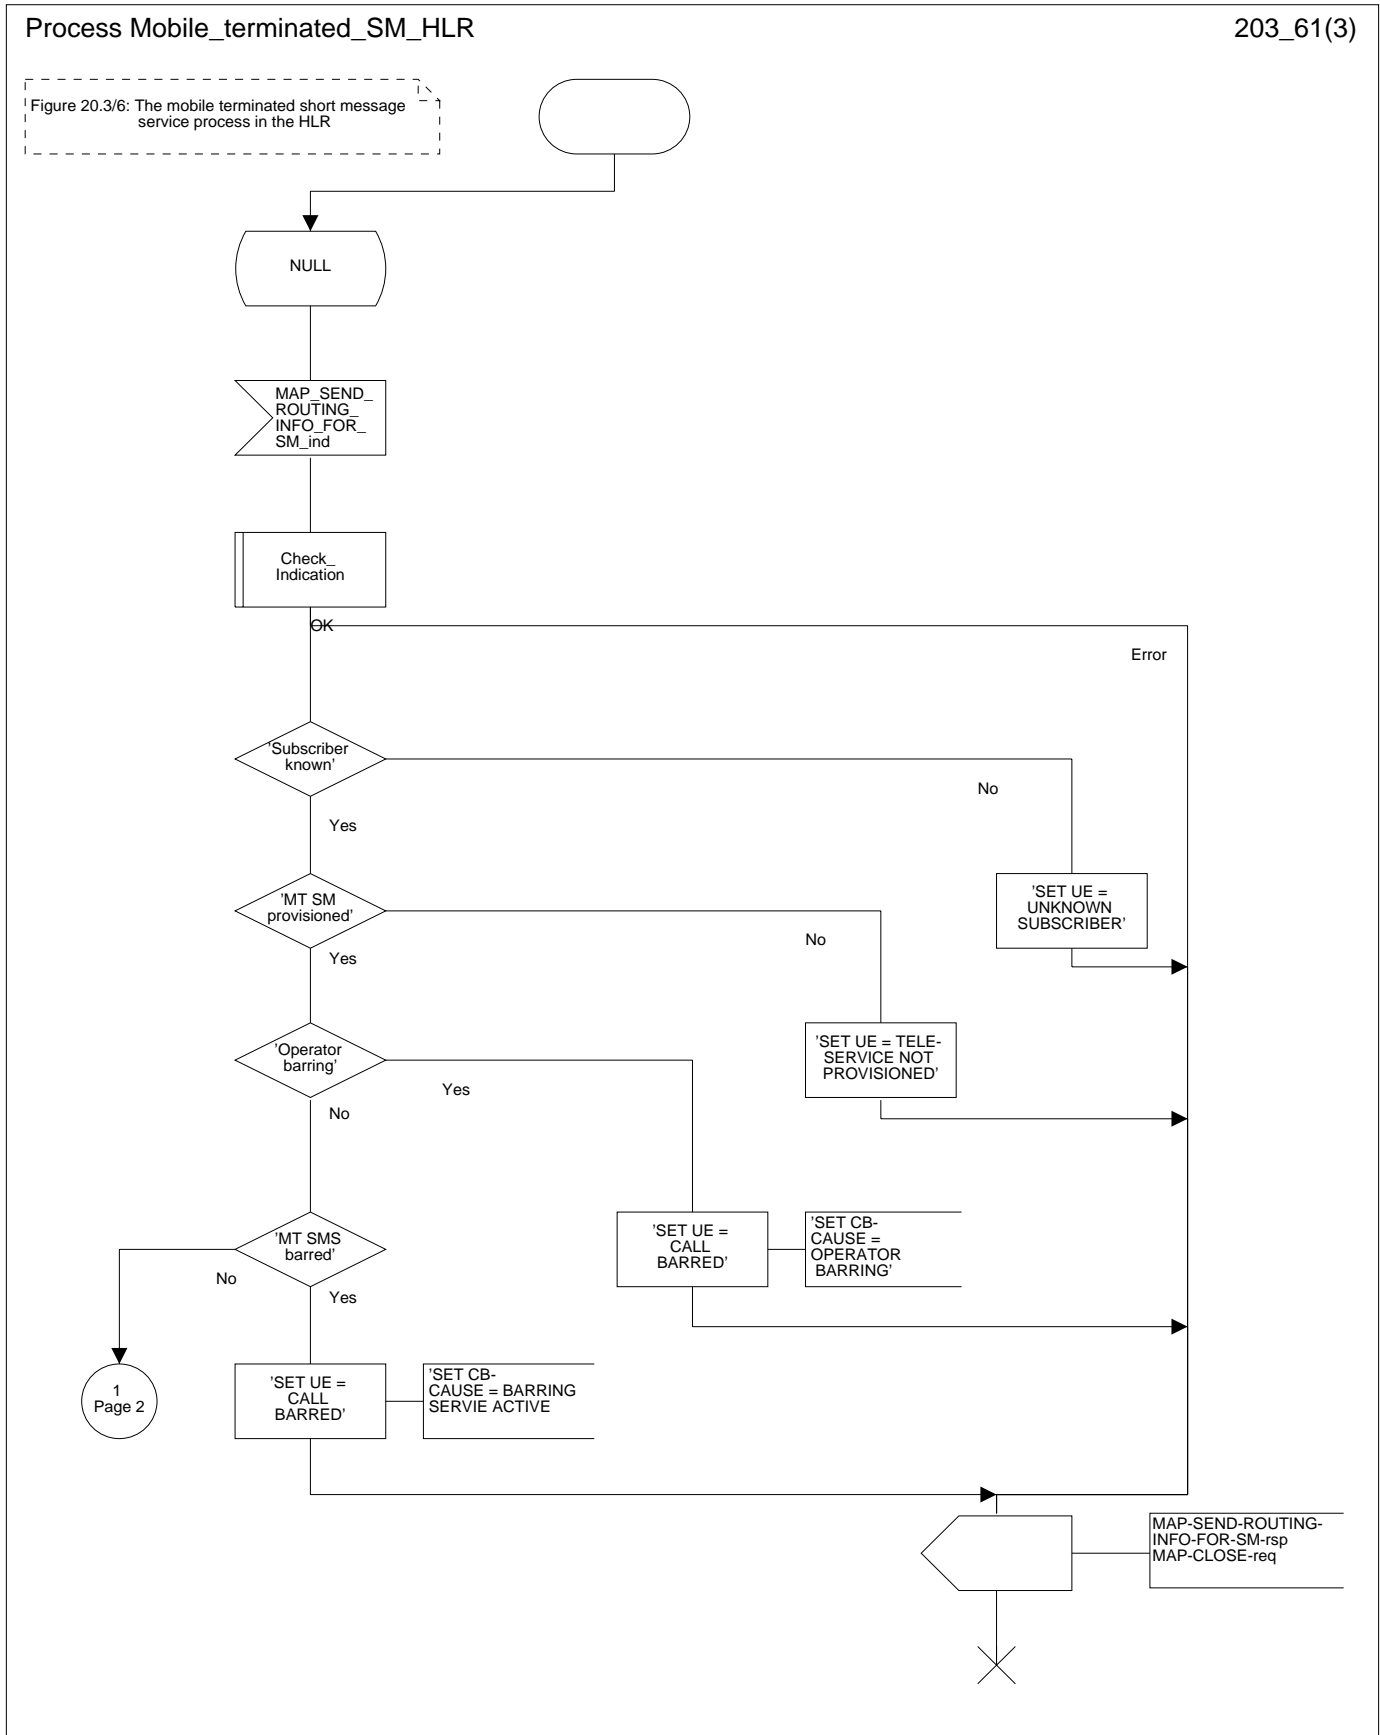 Process Mobile_terminated_SM_HLR
203_61(3)
Figure 20.3/6: The mobile terminated short message
service process in the HLR
NULL
MAP_SEND_
ROUTING_
INFO_FOR_
SM_ind
Check_
Indication
OK
Error
'Subscriber
known'
No
Yes
'MT SM
provisioned'
'SET UE =
UNKNOWN
SUBSCRIBER'
No
Yes
'Operator
barring'
'SET UE = TELE-
SERVICE NOT
PROVISIONED'
Yes
No
'MT SMS
barred'
'SET UE =
CALL
BARRED'
'SET CB-
CAUSE =
OPERATOR
BARRING'
No
Yes
1
Page 2
'SET UE =
CALL
BARRED'
'SET CB-
CAUSE = BARRING
SERVIE ACTIVE
MAP-SEND-ROUTING-
INFO-FOR-SM-rsp
MAP-CLOSE-req